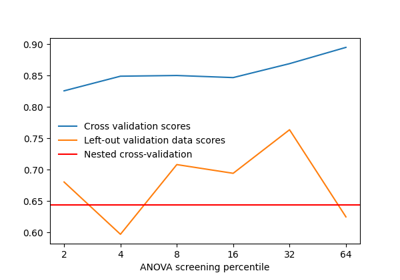 0.90
0.85
0.80
0.75
0.70
0.65
0.60
Cross validation scores
Left-out validation data scores
Nested cross-validation
2 4 8 16 32 64
ANOVA screening percentile